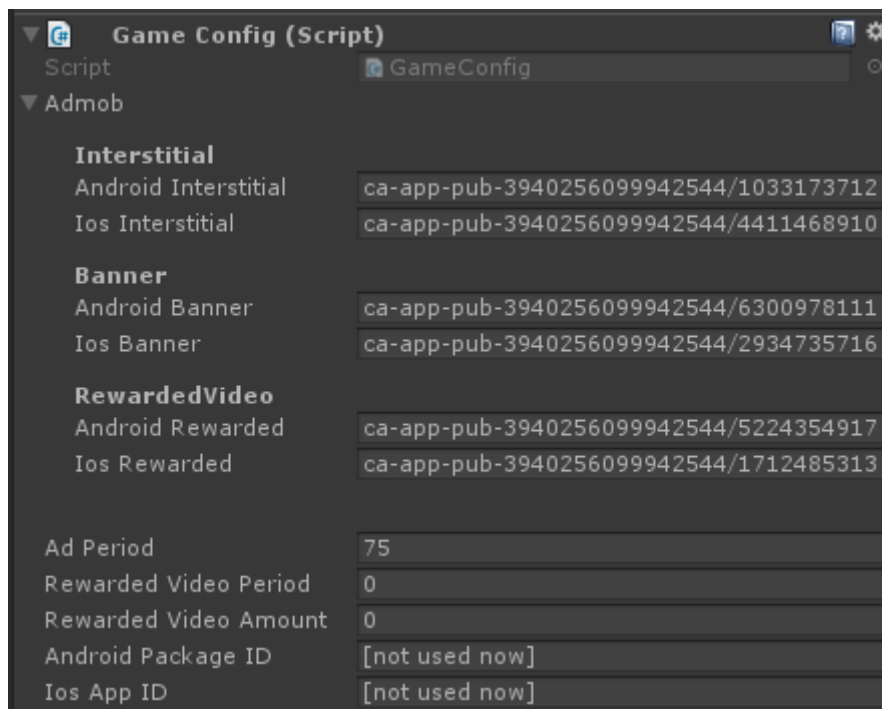 Game Config (Script)
Script GameConfig
Admob
Interstitial
Android Interstitial ca-app-pub-3940256099942544/1033173712
Ios Interstitial ca-app-pub-3940256099942544/4411468910
Banner
Android Banner ca-app-pub-3940256099942544/6300978111
Ios Banner ca-app-pub-3940256099942544/2934735716
RewardedVideo
Android Rewarded ca-app-pub-3940256099942544/5224354917
Ios Rewarded ca-app-pub-3940256099942544/1712485313
Ad Period 75
Rewarded Video Period 0
Rewarded Video Amount 0
Android Package ID [not used now]
Ios App ID [not used now]